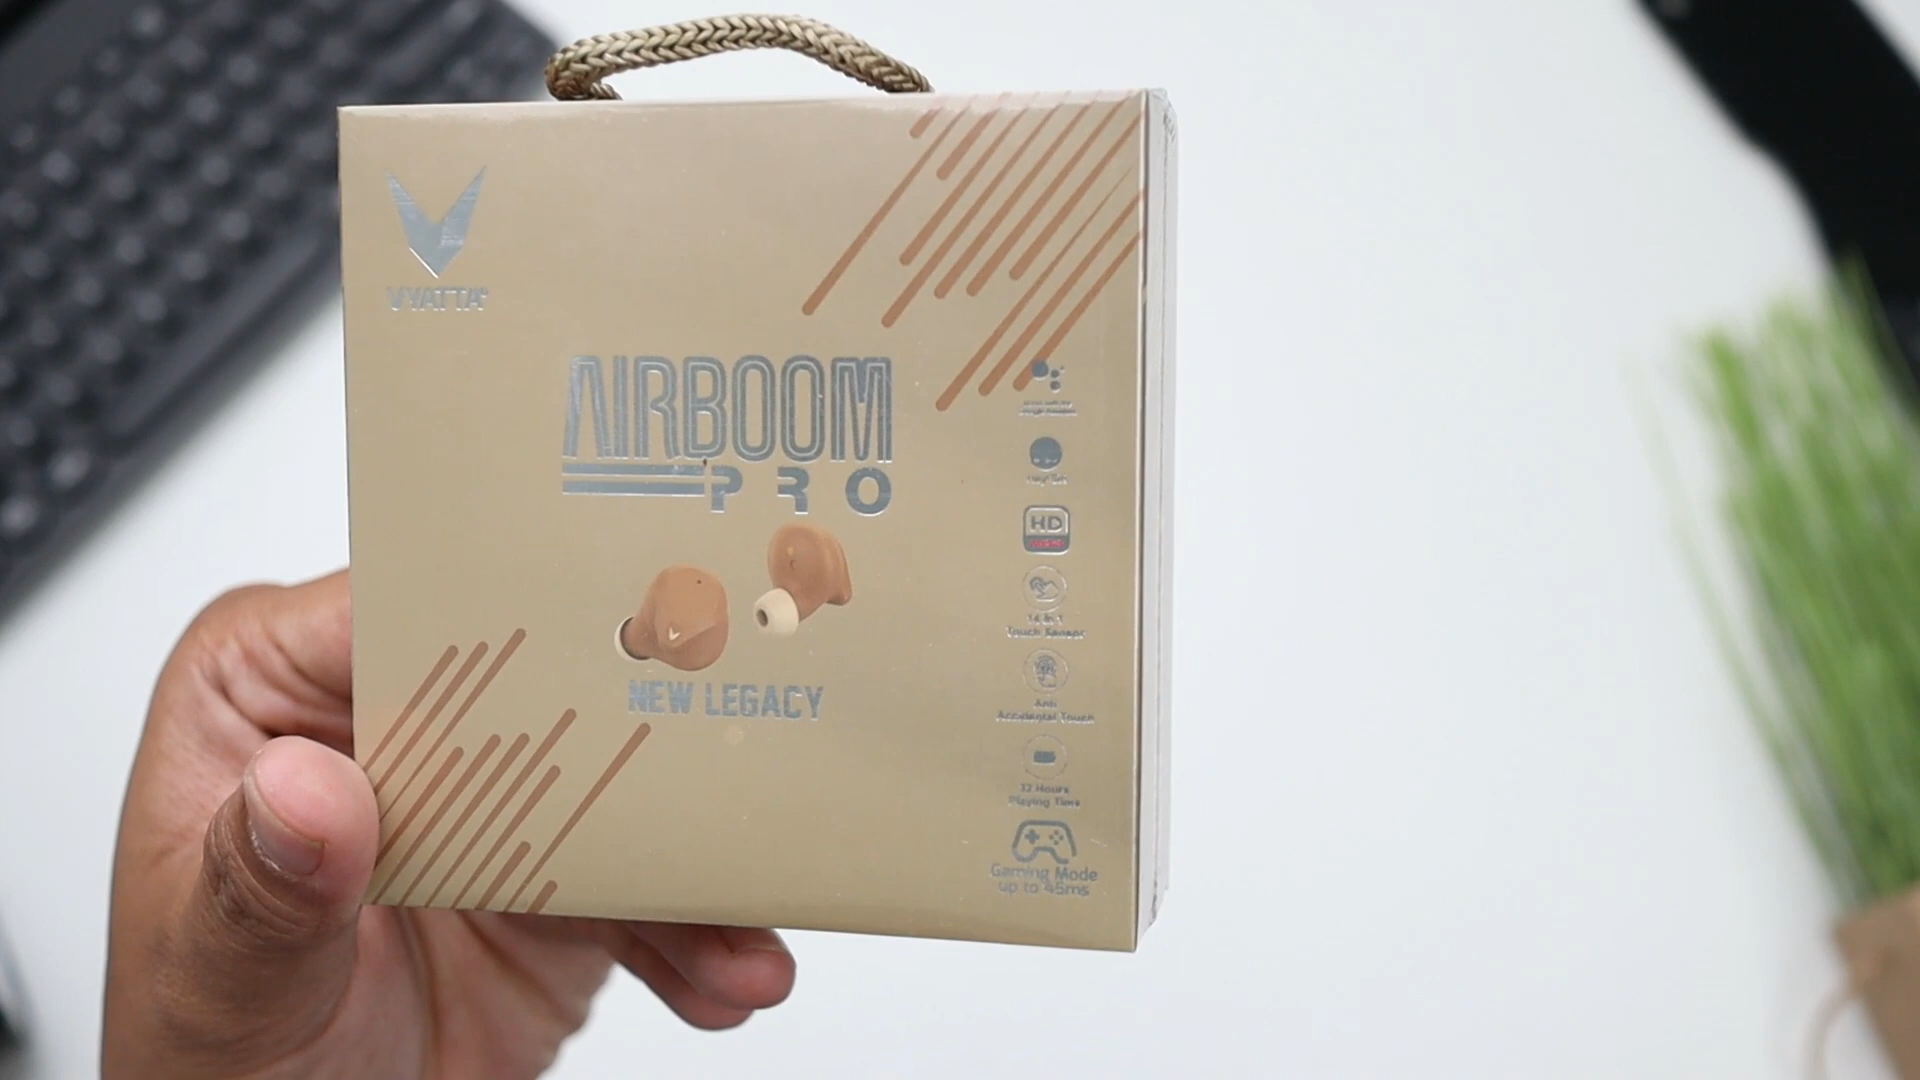 VYATTA
AIRBOOM
PRO
NEW LEGACY
HD
14 in 1
Touch Sensor
Anti
Accidental Touch
32 Hours
Playing Time
Gaming Mode
up to 45ms